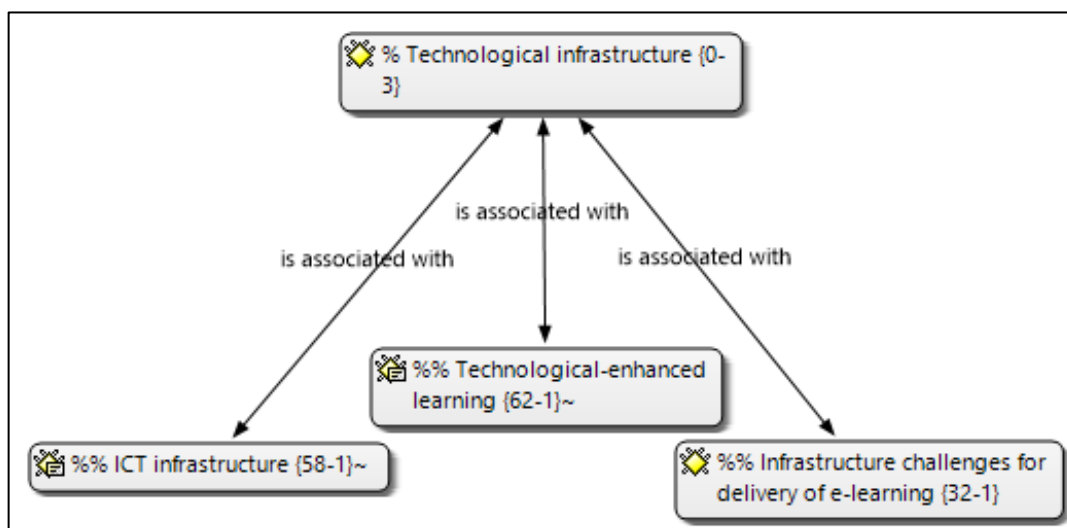 % Technological infrastructure {0-
3}
is associated with
is associated with
is associated with
%% Technological-enhanced
learning {62-1}~
%% ICT infrastructure {58-1}~
%% Infrastructure challenges for
delivery of e-learning {32-1}